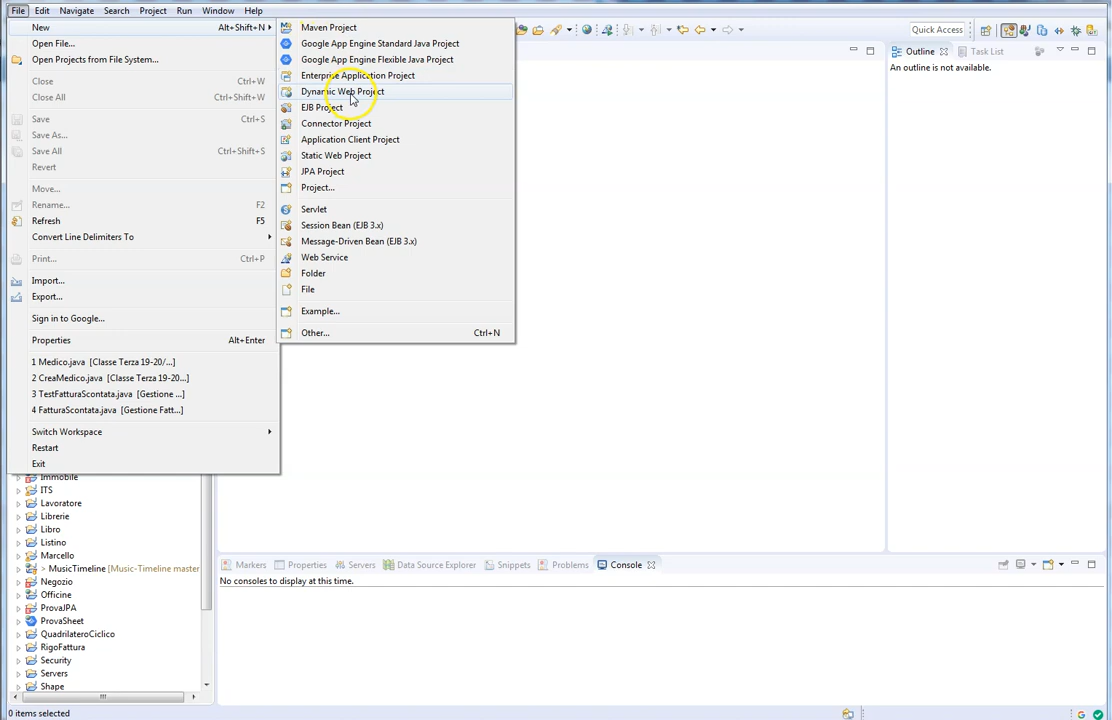 File Edit Navigate Search Project Run Window Help
New Alt+Shift+N
Open File...
Open Projects from File System...
Close Ctrl+W
Close All Ctrl+Shift+W
Save Ctrl+S
Save As...
Save All Ctrl+Shift+S
Revert
Move...
Rename... F2
Refresh F5
Convert Line Delimiters To
Print... Ctrl+P
Import...
Export...
Sign in to Google...
Properties Alt+Enter
1 Medico.java [Classe Terza 19-20/...]
2 CreaMedico.java [Classe Terza 19-20...]
3 TestFatturaScontata.java [Gestione ...]
4 FatturaScontata.java [Gestione Fatt...]
Switch Workspace
Restart
Exit
Maven Project
Google App Engine Standard Java Project
Google App Engine Flexible Java Project
Enterprise Application Project
Dynamic Web Project
EJB Project
Connector Project
Application Client Project
Static Web Project
JPA Project
Project...
Servlet
Session Bean (EJB 3.x)
Message-Driven Bean (EJB 3.x)
Web Service
Folder
File
Example...
Other... Ctrl+N
Quick Access
Outline Task List
An outline is not available.
Immobile
ITS
Lavoratore
Librerie
Libro
Listino
Marcello
> MusicTimeline [Music-Timeline master
Negozio
Officine
ProvaJPA
ProvaSheet
QuadrilateroCiclico
RigoFattura
Security
Servers
Shape
Markers Properties Servers Data Source Explorer Snippets Problems Console
No consoles to display at this time.
0 items selected